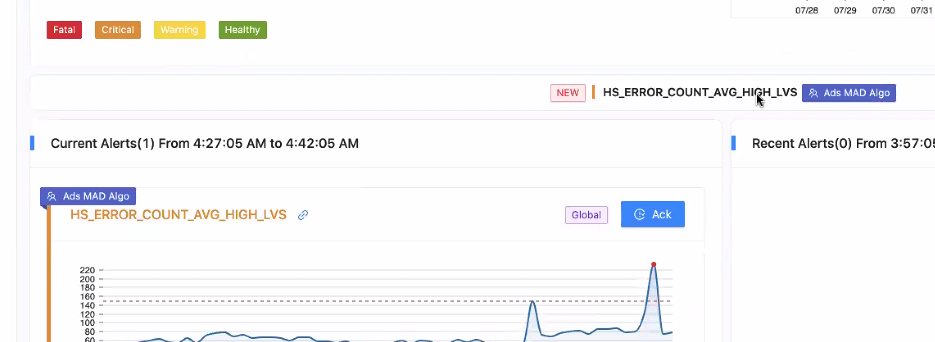 07/28 07/29 07/30 07/31
Fatal Critical Warning Healthy
NEW HS_ERROR_COUNT_AVG_HIGH_LVS Ads MAD Algo
Current Alerts(1) From 4:27:05 AM to 4:42:05 AM
Recent Alerts(0) From 3:57:05
Ads MAD Algo
HS_ERROR_COUNT_AVG_HIGH_LVS Global Ack
220
200
180
160
140
120
100
80
60